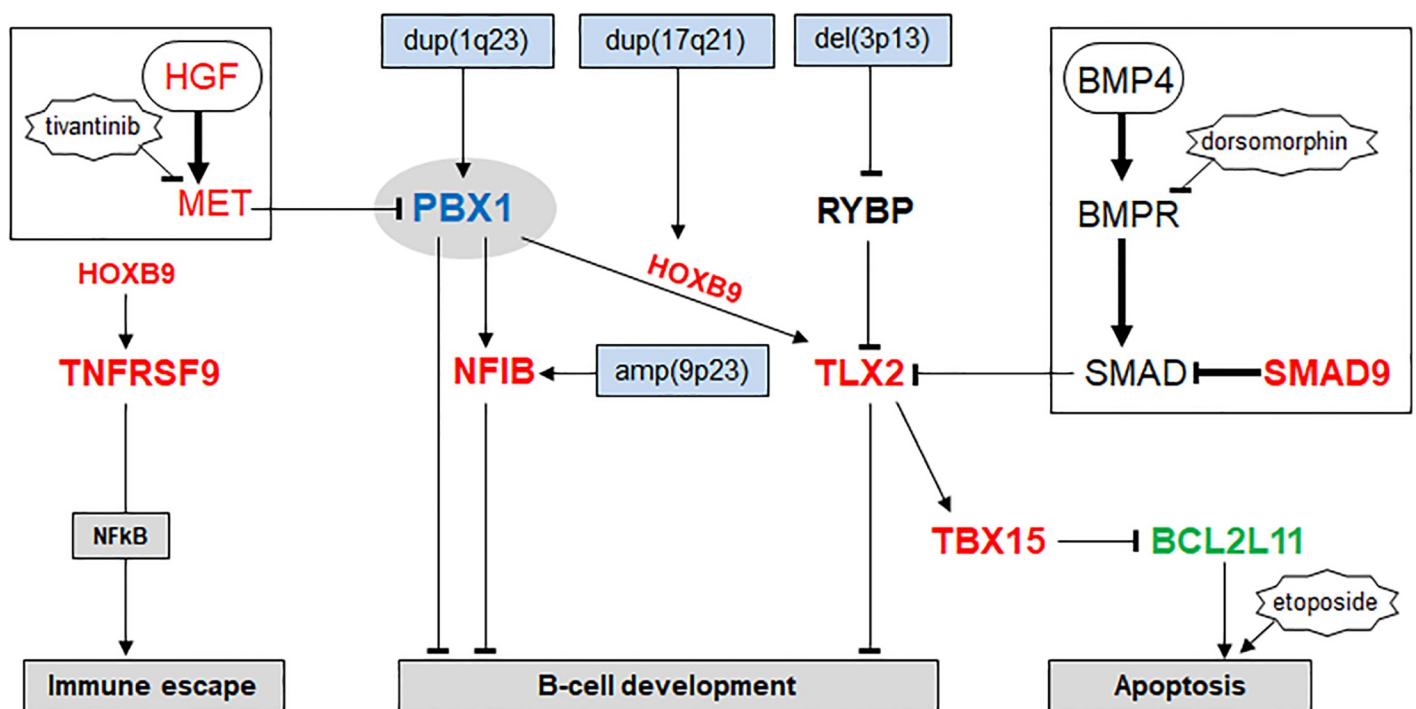 dup(1q23)
dup(17q21)
del(3p13)
HGF
tivantinib
MET
BMP4
dorsomorphin
BMPR
PBX1
RYBP
HOXB9
HOXB9
TNFRSF9
NFIB
amp(9p23)
TLX2
SMAD
SMAD9
NFkB
TBX15
BCL2L11
etoposide
Immune escape
B-cell development
Apoptosis